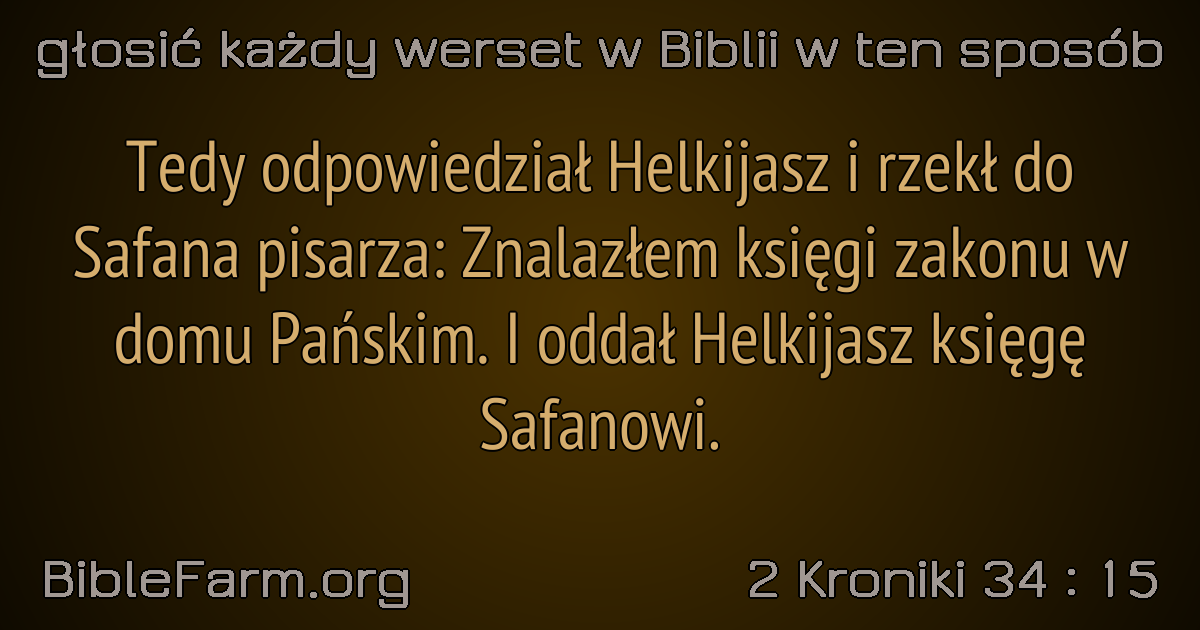 głosić każdy werset w Biblii w ten sposób
Tedy odpowiedział Helkijasz i rzekł do
Safana pisarza: Znalazłem księgi zakonu w
domu Pańskim. I oddał Helkijasz księgę
Safanowi.
BibleFarm.org
2 Kroniki 34 : 15